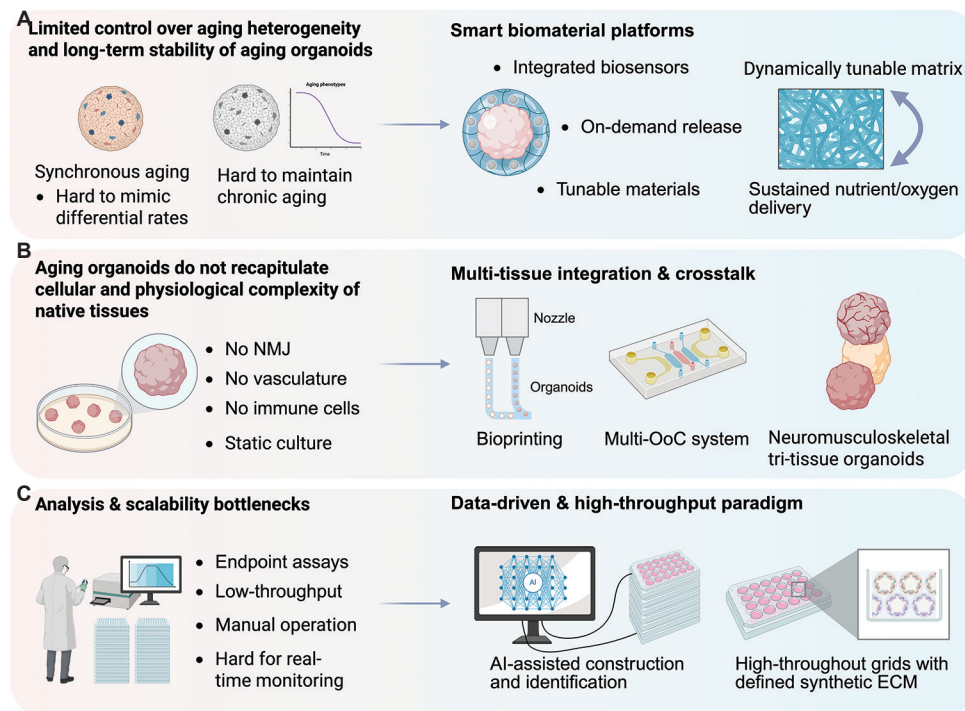 A
Limited control over aging heterogeneity
and long-term stability of aging organoids
Aging phenotypes
Time
Synchronous aging
• Hard to mimic
differential rates
Hard to maintain
chronic aging
Smart biomaterial platforms
• Integrated biosensors
• On-demand release
• Tunable materials
Dynamically tunable matrix
Sustained nutrient/oxygen
delivery
B
Aging organoids do not recapitulate
cellular and physiological complexity of
native tissues
• No NMJ
• No vasculature
• No immune cells
• Static culture
Multi-tissue integration & crosstalk
Nozzle
Organoids
Bioprinting
Multi-OoC system
Neuromusculoskeletal
tri-tissue organoids
C
Analysis & scalability bottlenecks
• Endpoint assays
• Low-throughput
• Manual operation
• Hard for real-
time monitoring
Data-driven & high-throughput paradigm
AI
AI-assisted construction
and identification
High-throughout grids with
defined synthetic ECM